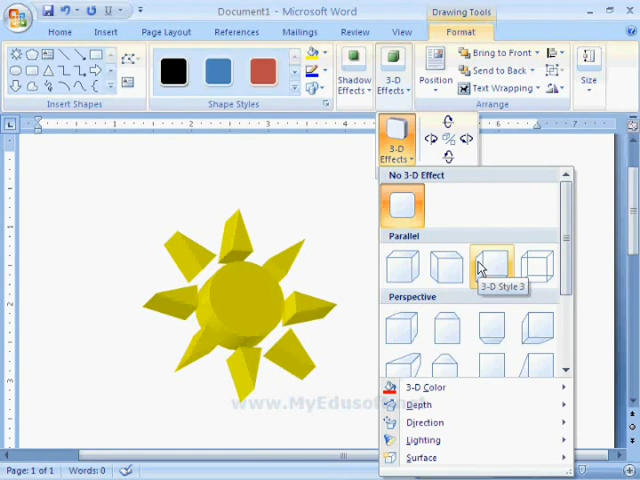 Document1 - Microsoft Word
Drawing Tools
Home
Insert
Page Layout
References
Mailings
Review
View
Format
Shadow
Effects
3-D
Effects
Position
Bring to Front
Send to Back
Text Wrapping
Size
Insert Shapes
Shape Styles
Arrange
3-D
Effects
No 3-D Effect
Parallel
3-D Style 3
Perspective
3-D Color
Depth
Direction
Lighting
Surface
www.MyEdusoft.net
Page: 1 of 1
Words: 0